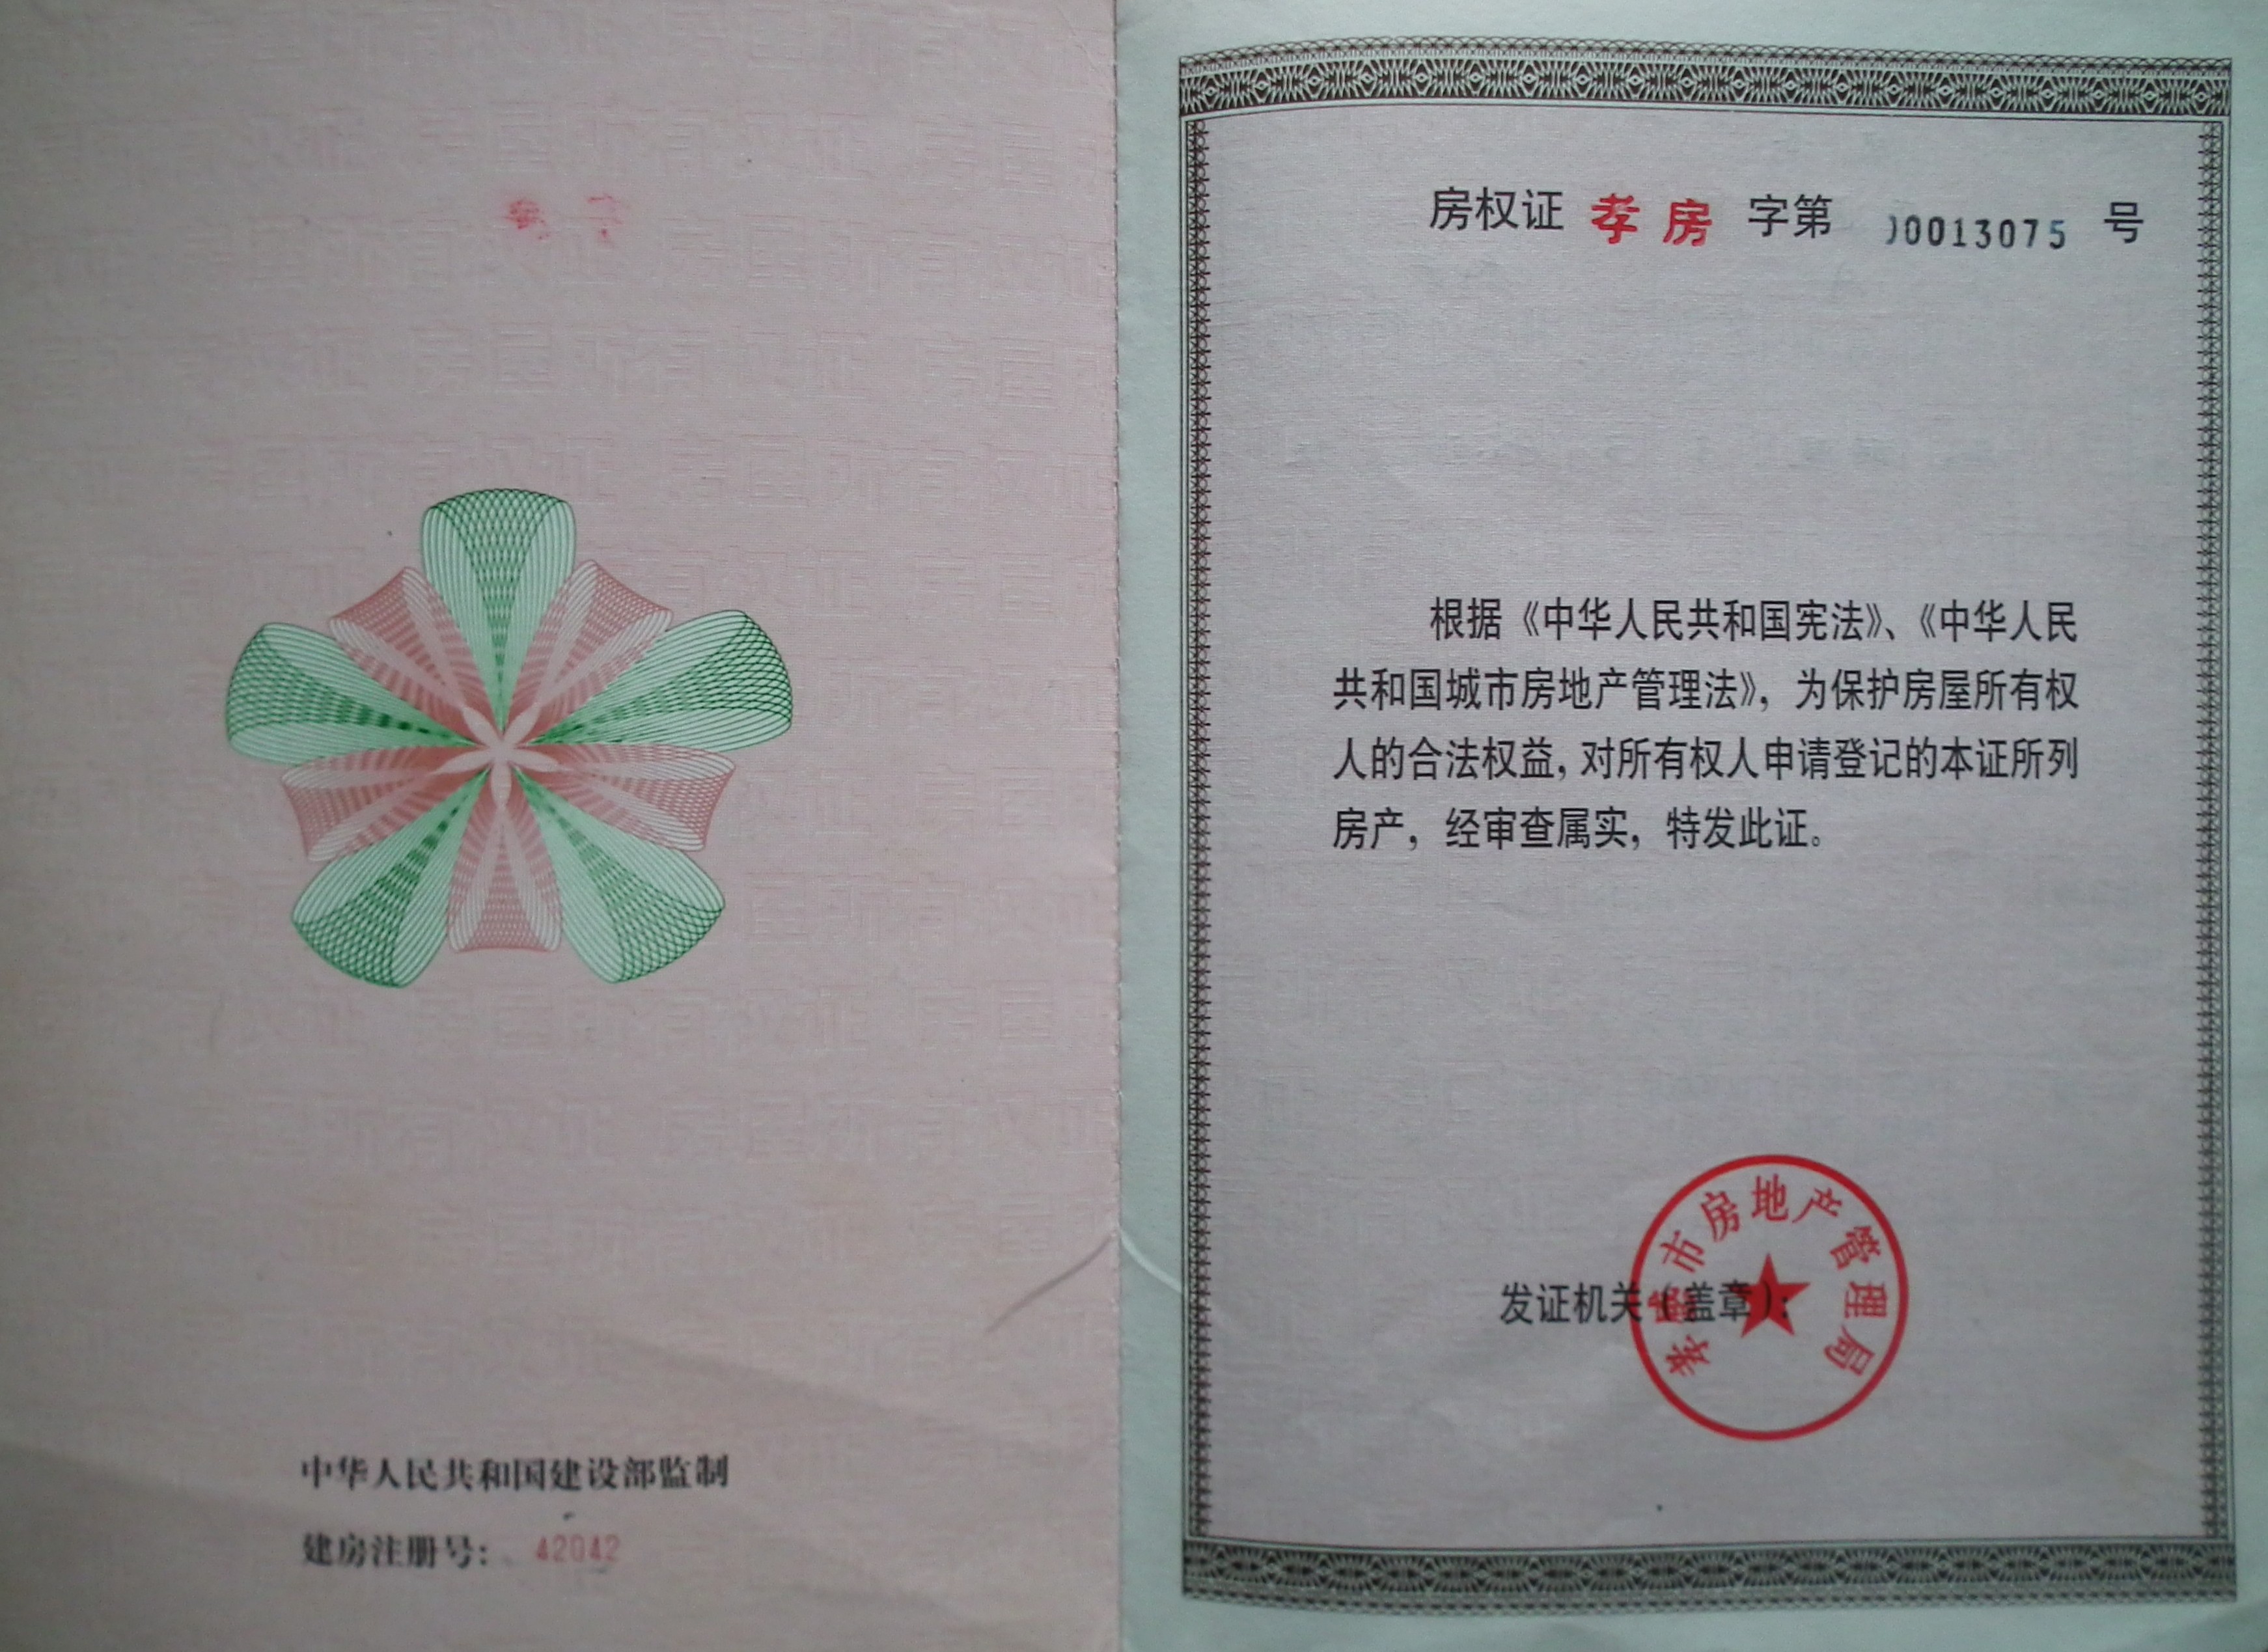 中华人民共和国建设部监制
建房注册号: 42042
房权证 孝房 字第 00013075 号
根据《中华人民共和国宪法》、《中华人民
共和国城市房地产管理法》，为保护房屋所有权
人的合法权益，对所有权人申请登记的本证所列
房产，经审查属实，特发此证。
发证机关（盖章）：
孝感市房地产管理局